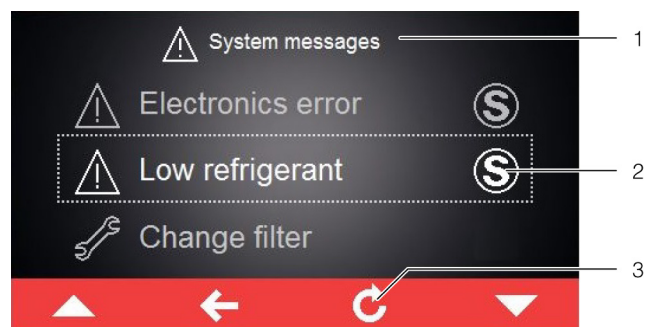 System messages
1
Electronics error
S
Low refrigerant
S
2
Change filter
3